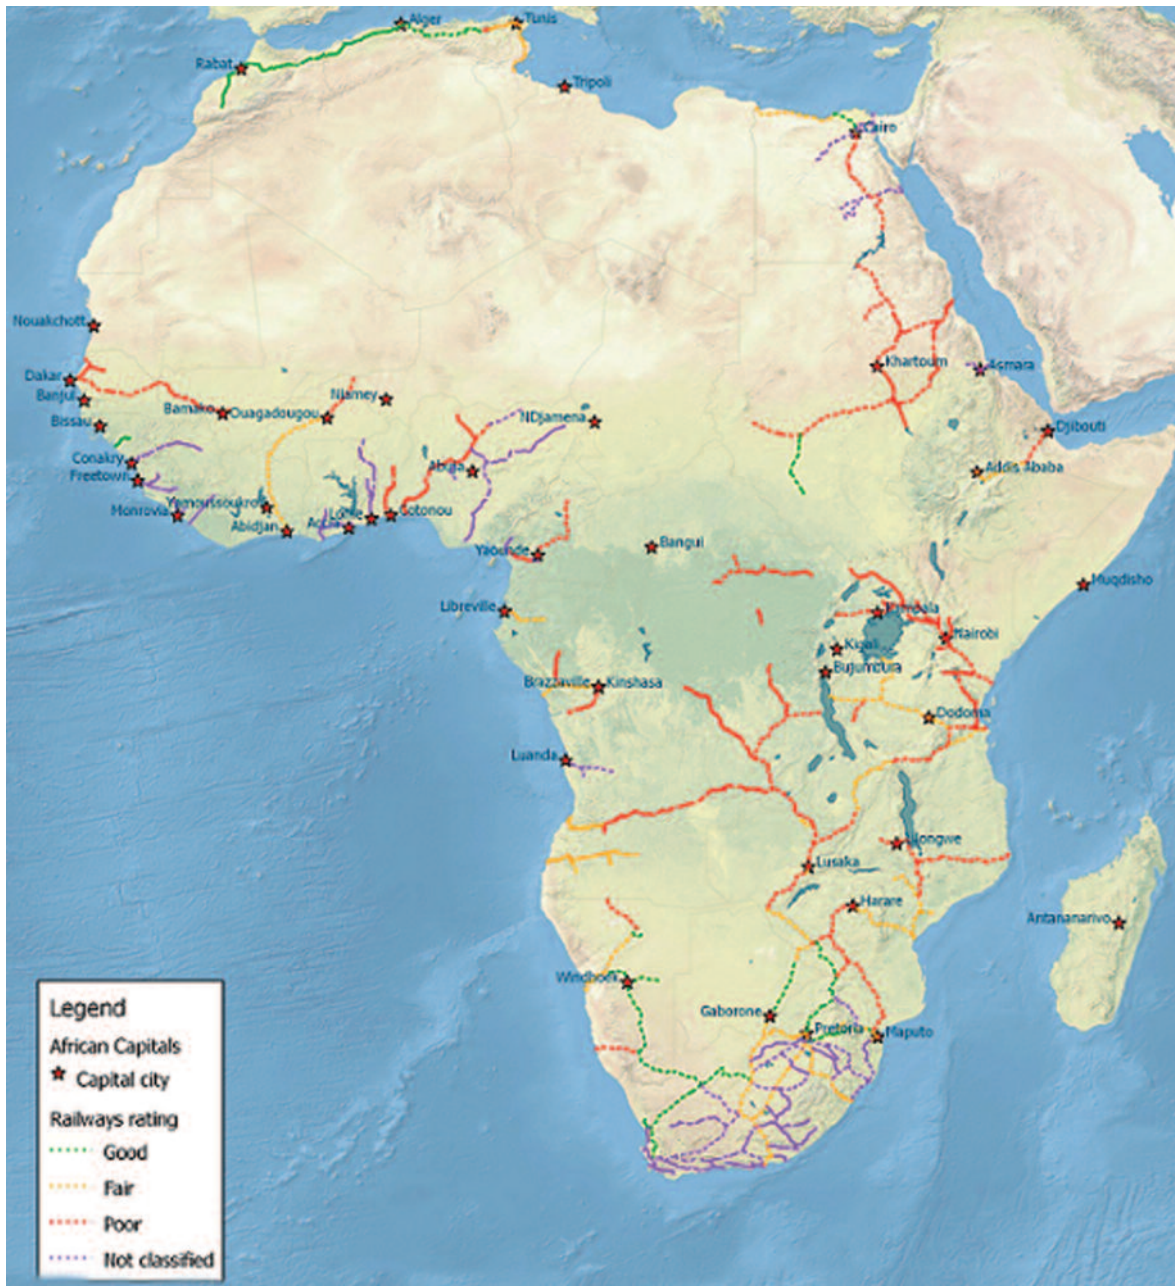 Alger
Tunis
Rabat
Tripoli
Cairo
Nouakchott
Dakar
Banjul
Bissau
Bamako
Ouagadougou
Niamey
NDjamena
Khartoum
Asmara
Djibouti
Conakry
Freetown
Monrovia
Yamoussoukro
Abidjan
Accra
Lome
Cotonou
Abuja
Addis Ababa
Yaounde
Bangui
Muqdisho
Libreville
Kampala
Nairobi
Kigali
Bujumbura
Brazzaville
Kinshasa
Dodoma
Luanda
Lilongwe
Lusaka
Harare
Antananarivo
Windhoek
Gaborone
Pretoria
Maputo
Legend
African Capitals
Capital city
Railways rating
Good
Fair
Poor
Not classified